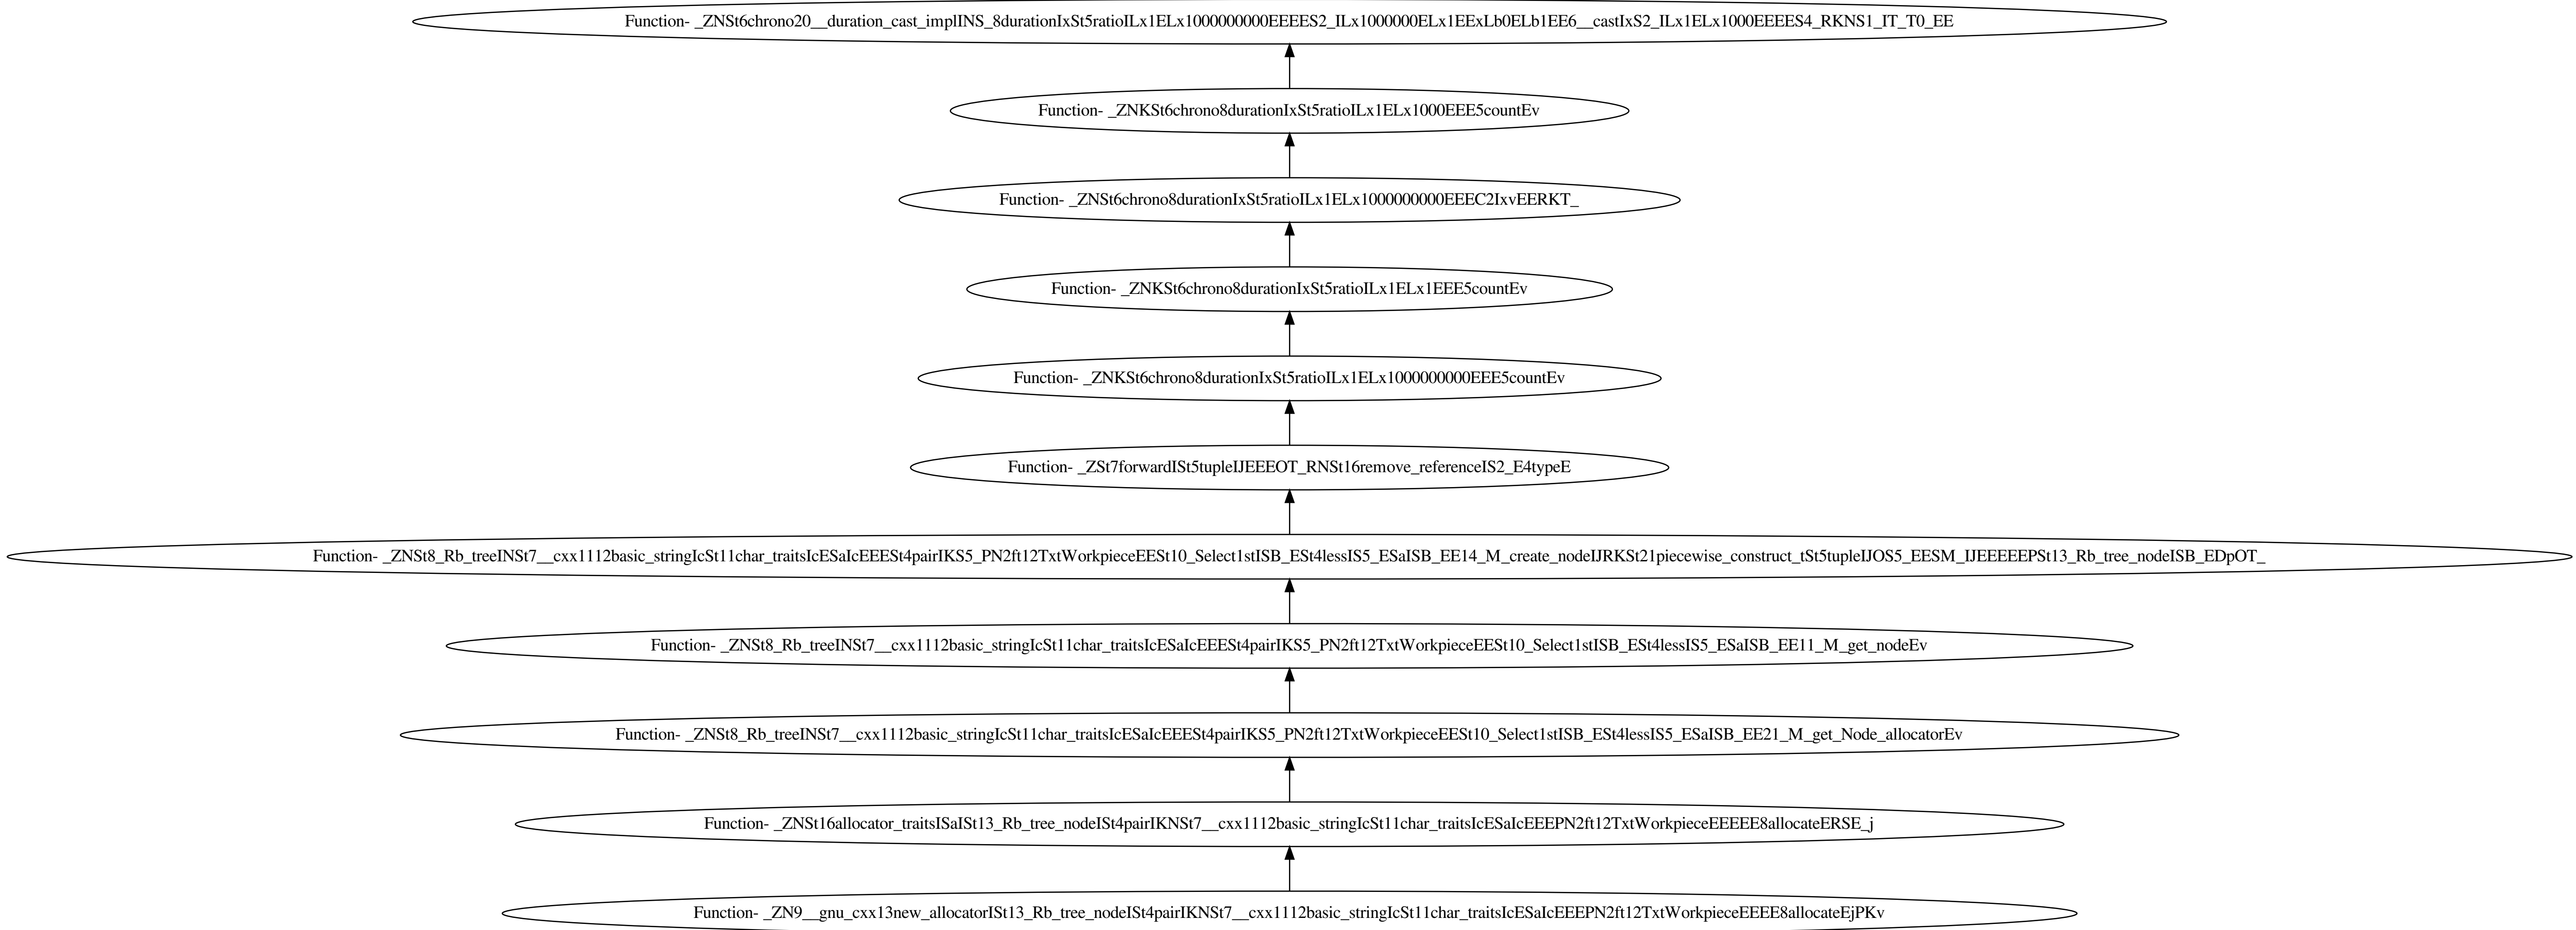 Function- _ZNSt6chrono20__duration_cast_implINS_8durationIxSt5ratioILx1ELx1000000000EEEES2_ILx1000000ELx1EExLb0ELb1EE6__castIxS2_ILx1ELx1000EEEES4_RKNS1_IT_T0_EE
Function- _ZNKSt6chrono8durationIxSt5ratioILx1ELx1000EEE5countEv
Function- _ZNSt6chrono8durationIxSt5ratioILx1ELx1000000000EEEC2IxvEERKT_
Function- _ZNKSt6chrono8durationIxSt5ratioILx1ELx1EEE5countEv
Function- _ZNKSt6chrono8durationIxSt5ratioILx1ELx1000000000EEE5countEv
Function- _ZSt7forwardISt5tupleIJEEEOT_RNSt16remove_referenceIS2_E4typeE
Function- _ZNSt8_Rb_treeINSt7__cxx1112basic_stringIcSt11char_traitsIcESaIcEEESt4pairIKS5_PN2ft12TxtWorkpieceEESt10_Select1stISB_ESt4lessIS5_ESaISB_EE14_M_create_nodeIJRKSt21piecewise_construct_tSt5tupleIJOS5_EESM_IJEEEEEPSt13_Rb_tree_nodeISB_EDpOT_
Function- _ZNSt8_Rb_treeINSt7__cxx1112basic_stringIcSt11char_traitsIcESaIcEEESt4pairIKS5_PN2ft12TxtWorkpieceEESt10_Select1stISB_ESt4lessIS5_ESaISB_EE11_M_get_nodeEv
Function- _ZNSt8_Rb_treeINSt7__cxx1112basic_stringIcSt11char_traitsIcESaIcEEESt4pairIKS5_PN2ft12TxtWorkpieceEESt10_Select1stISB_ESt4lessIS5_ESaISB_EE21_M_get_Node_allocatorEv
Function- _ZNSt16allocator_traitsISaISt13_Rb_tree_nodeISt4pairIKNSt7__cxx1112basic_stringIcSt11char_traitsIcESaIcEEEPN2ft12TxtWorkpieceEEEEE8allocateERSE_j
Function- _ZN9__gnu_cxx13new_allocatorISt13_Rb_tree_nodeISt4pairIKNSt7__cxx1112basic_stringIcSt11char_traitsIcESaIcEEEPN2ft12TxtWorkpieceEEEE8allocateEjPKv